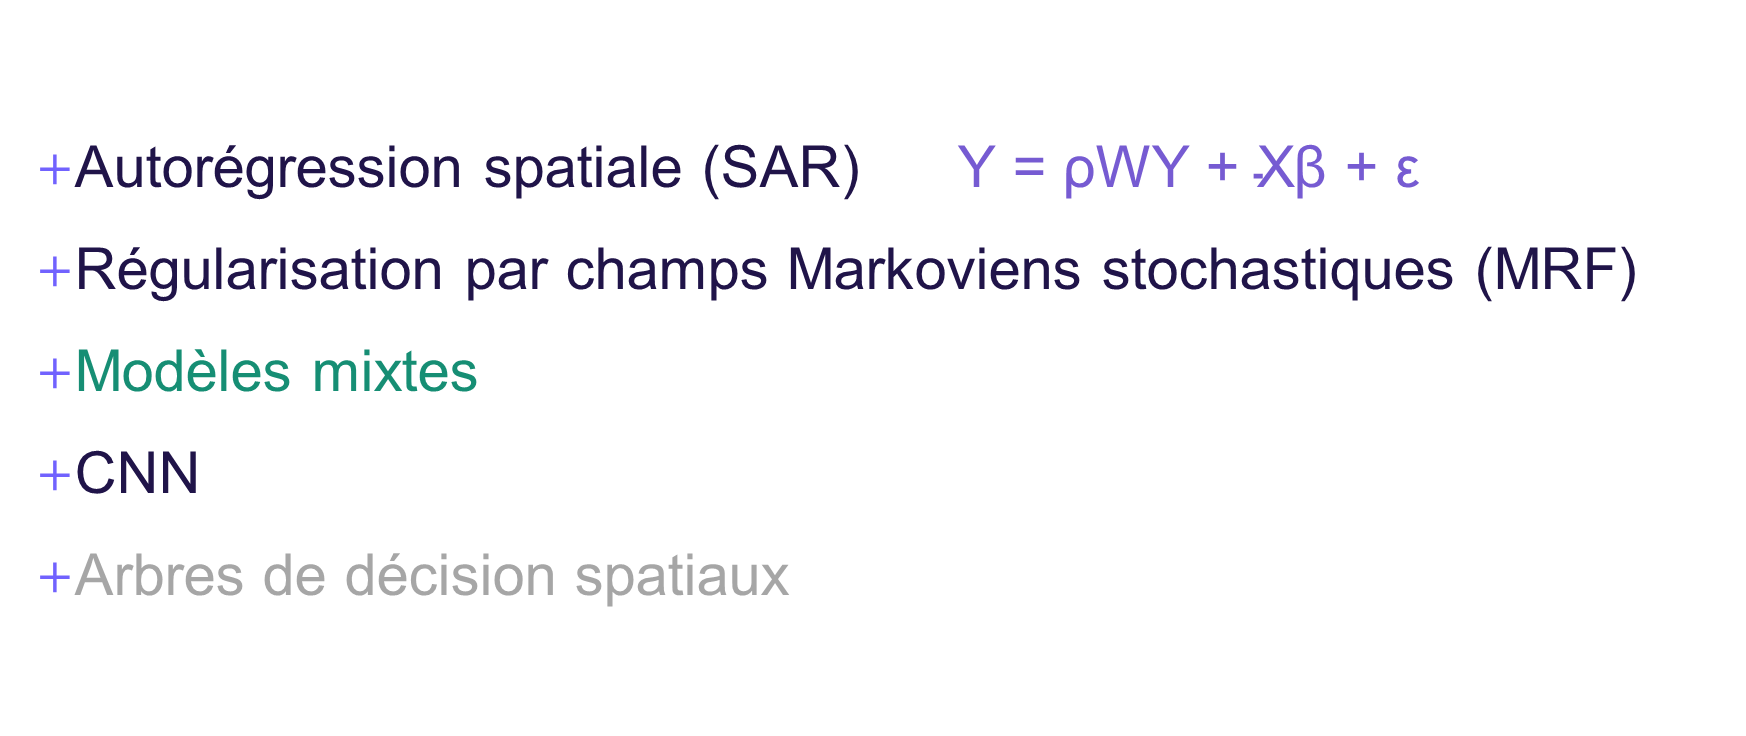 +Autorégression spatiale (SAR) Y = ρWY + Xβ + ε
+Régularisation par champs Markoviens stochastiques (MRF)
+Modèles mixtes
+CNN
+Arbres de décision spatiaux